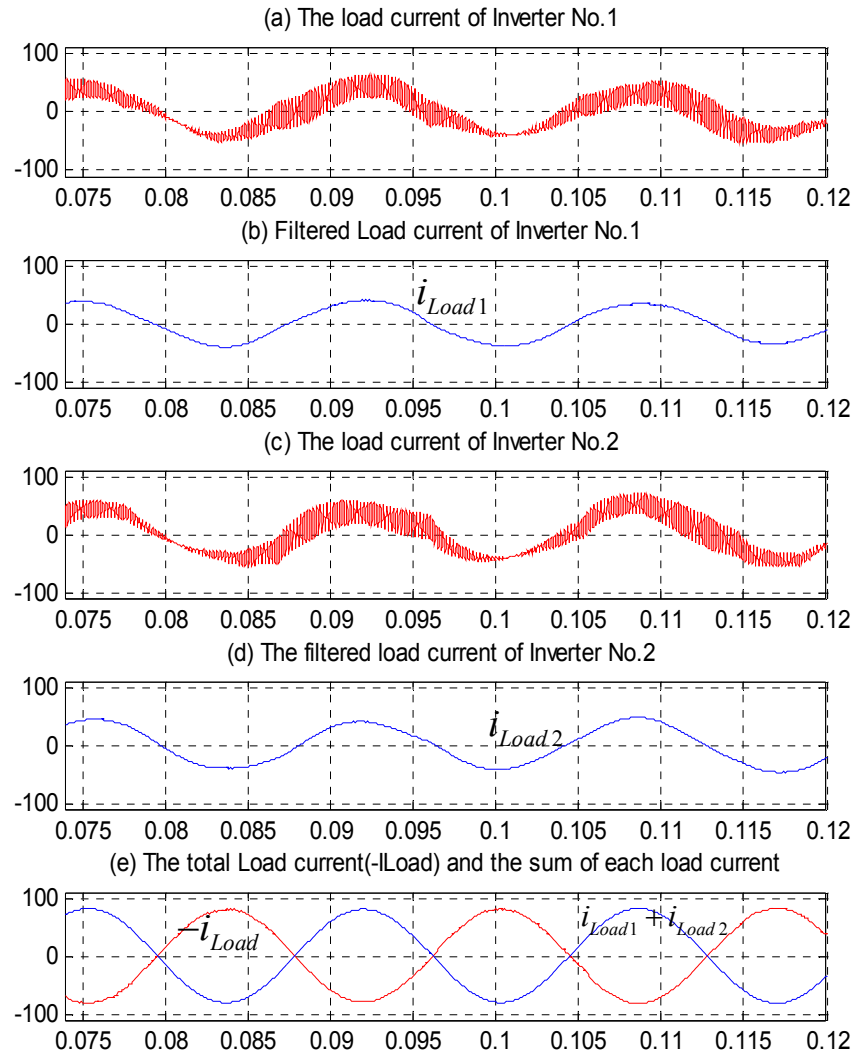 (a) The load current of Inverter No.1
100
0
-100
0.075 0.08 0.085 0.09 0.095 0.1 0.105 0.11 0.115 0.12
(b) Filtered Load current of Inverter No.1
100
i Load1
0
-100
0.075 0.08 0.085 0.09 0.095 0.1 0.105 0.11 0.115 0.12
(c) The load current of Inverter No.2
100
0
-100
0.075 0.08 0.085 0.09 0.095 0.1 0.105 0.11 0.115 0.12
(d) The filtered load current of Inverter No.2
100
i Load 2
0
-100
0.075 0.08 0.085 0.09 0.095 0.1 0.105 0.11 0.115 0.12
(e) The total Load current(-ILoad) and the sum of each load current
100
-i Load
i Load1 + i Load 2
0
-100
0.075 0.08 0.085 0.09 0.095 0.1 0.105 0.11 0.115 0.12